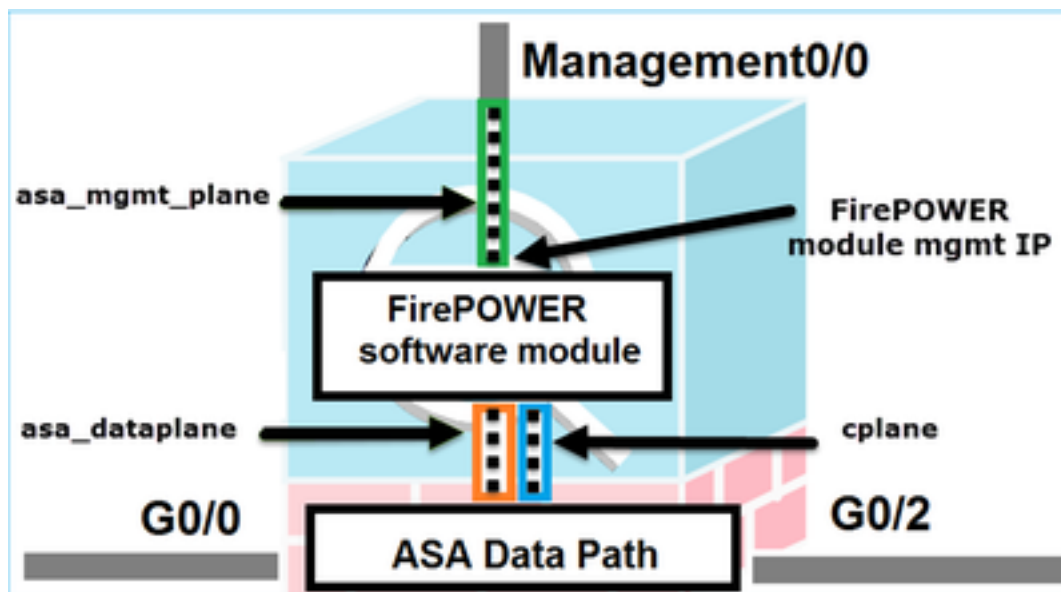 Management0/0
asa_mgmt_plane
FirePOWER
module mgmt IP
FirePOWER
software module
asa_dataplane
cplane
G0/0
G0/2
ASA Data Path